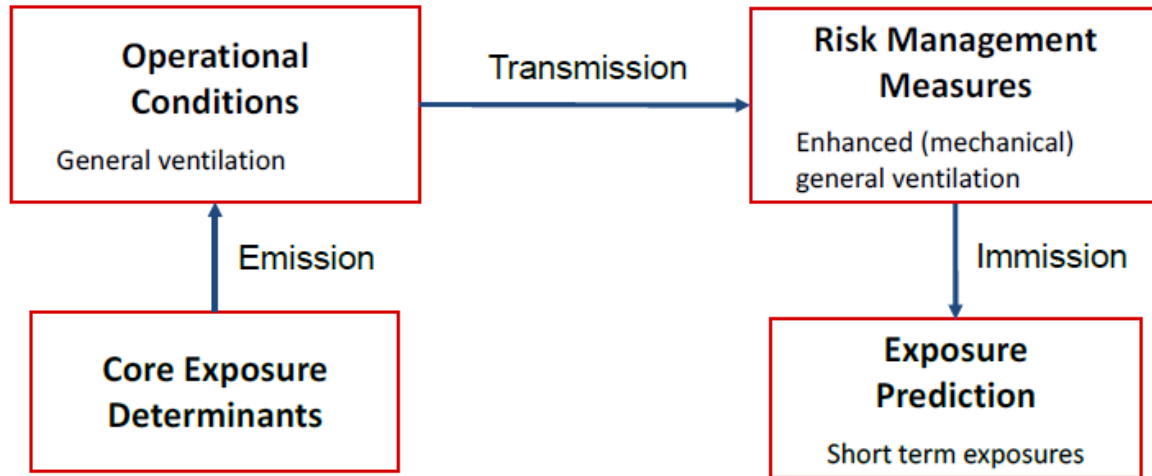 Operational
Conditions
General ventilation
Transmission
Risk Management
Measures
Enhanced (mechanical)
general ventilation
Emission
Immission
Core Exposure
Determinants
Exposure
Prediction
Short term exposures